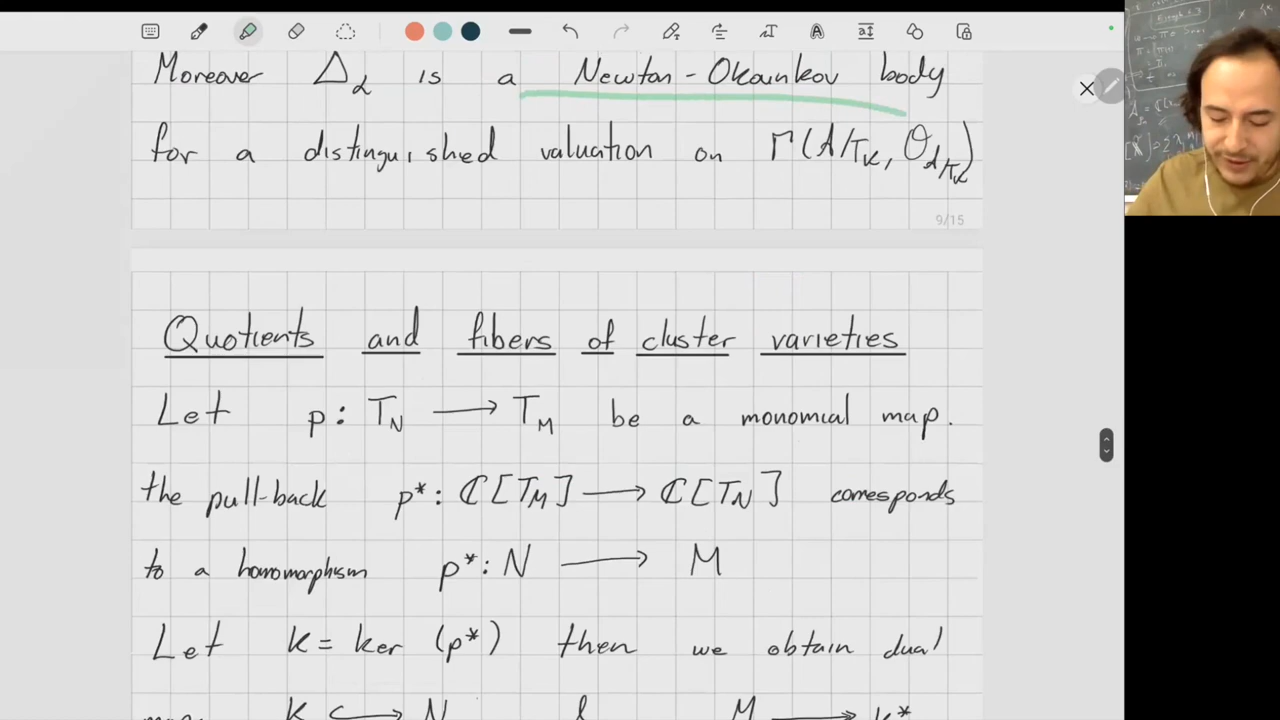 Moreover Δ_L is a Newton-Okounkov body
for a distinguished valuation on Γ(A/T_K, O_{A/T_K})
9/15
Quotients and fibers of cluster varieties
Let p: T_N ⟶ T_M be a monomial map.
the pull-back p*: ℂ[T_M] ⟶ ℂ[T_N] corresponds
to a homomorphism p*: N ⟶ M
Let K = ker (p*) then we obtain dual
K ↪ N & M ↠ K*